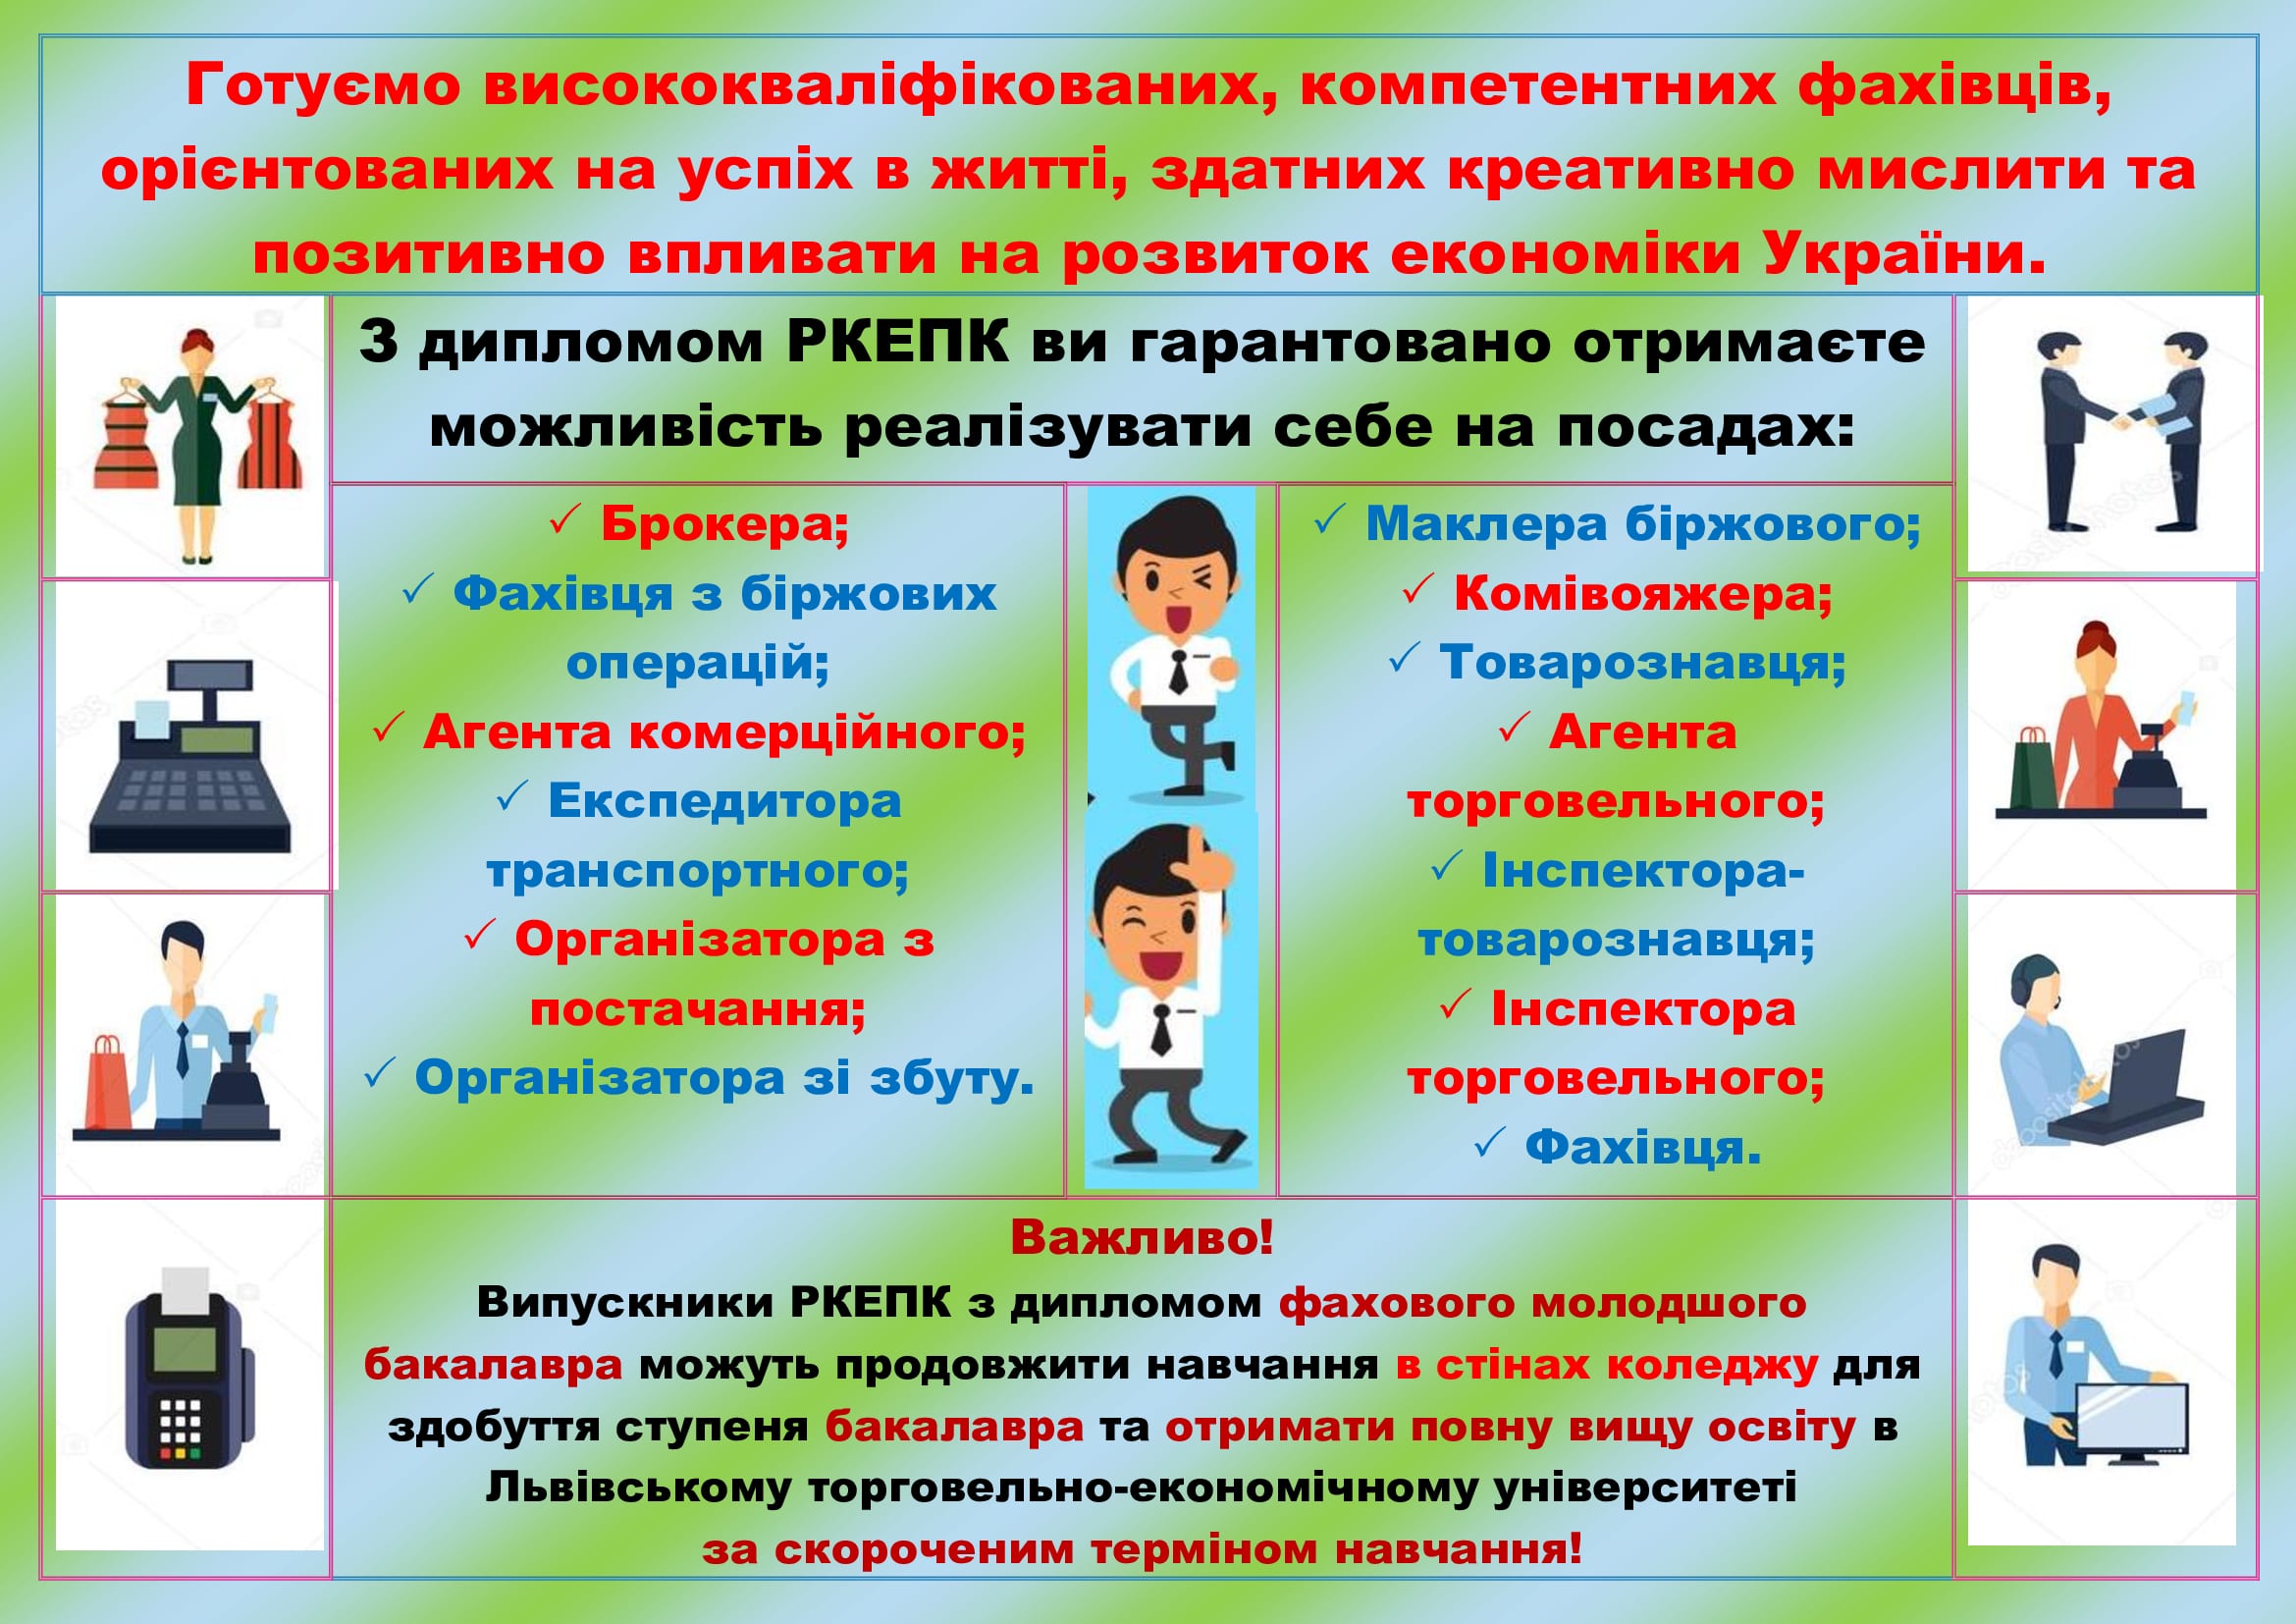 Готуємо висококваліфікованих, компетентних фахівців,
орієнтованих на успіх в житті, здатних креативно мислити та
позитивно впливати на розвиток економіки України.
З дипломом РКЕПК ви гарантовано отримаєте
можливість реалізувати себе на посадах:
✓ Брокера;
✓ Фахівця з біржових
операцій;
✓ Агента комерційного;
✓ Експедитора
транспортного;
✓ Організатора з
постачання;
✓ Організатора зі збуту.
✓ Маклера біржового;
✓ Комівояжера;
✓ Товарознавця;
✓ Агента
торговельного;
✓ Інспектора-
товарознавця;
✓ Інспектора
торговельного;
✓ Фахівця.
Важливо!
Випускники РКЕПК з дипломом фахового молодшого
бакалавра можуть продовжити навчання в стінах коледжу для
здобуття ступеня бакалавра та отримати повну вищу освіту в
Львівському торговельно-економічному університеті
за скороченим терміном навчання!